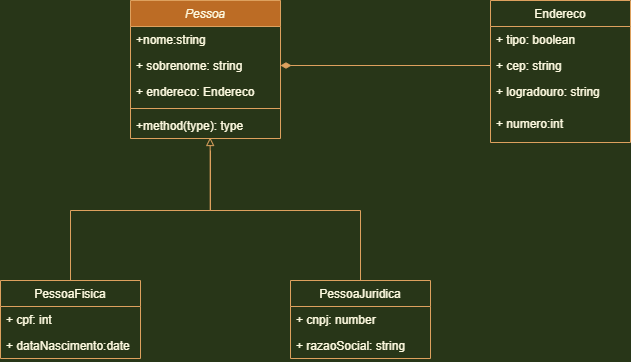 Pessoa
+nome:string
+ sobrenome: string
+ endereco: Endereco
+method(type): type
Endereco
+ tipo: boolean
+ cep: string
+ logradouro: string
+ numero:int
PessoaFisica
+ cpf: int
+ dataNascimento:date
PessoaJuridica
+ cnpj: number
+ razaoSocial: string